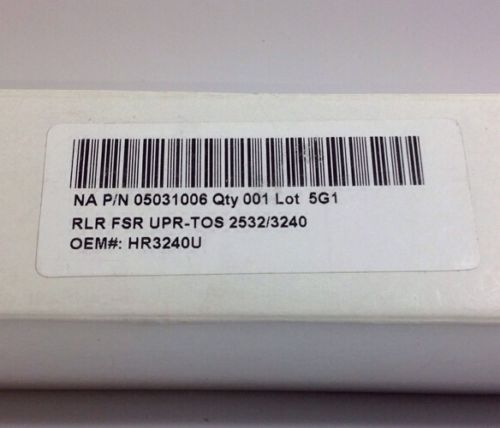 NA P/N 05031006 Qty 001 Lot 5G1
RLR FSR UPR-TOS 2532/3240
OEM#: HR3240U